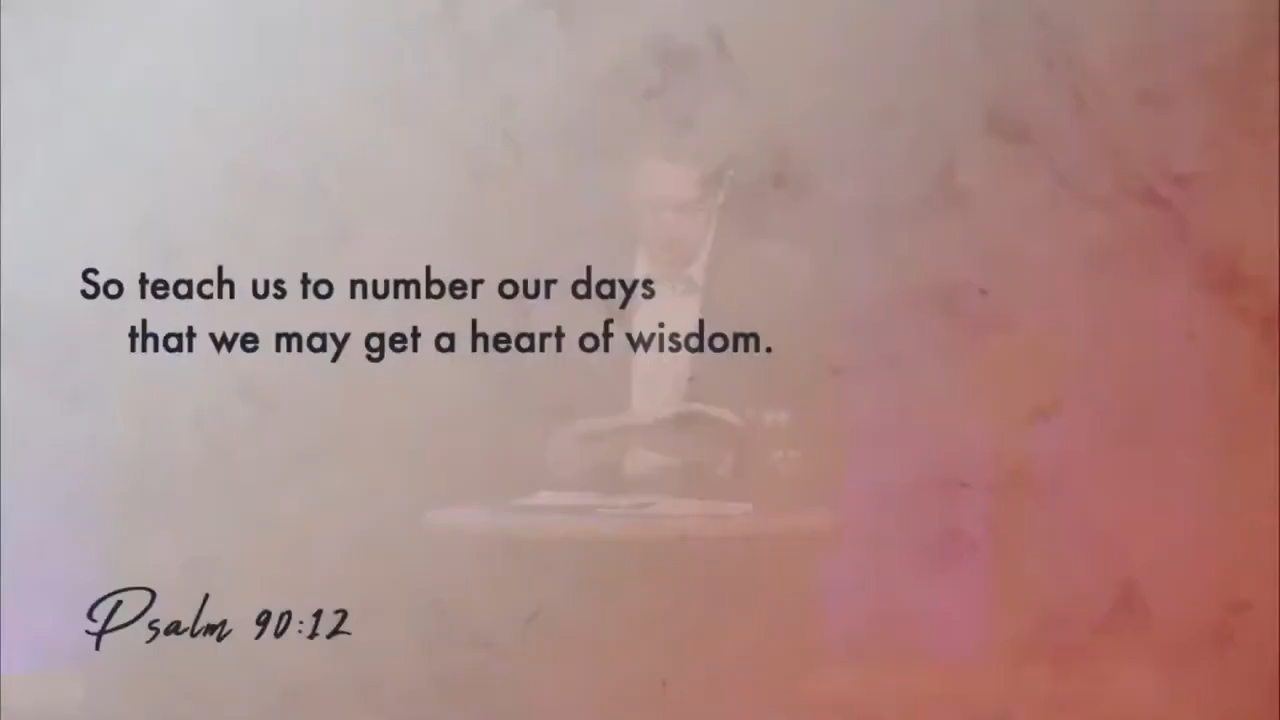 So teach us to number our days
that we may get a heart of wisdom.
Psalm 90:12